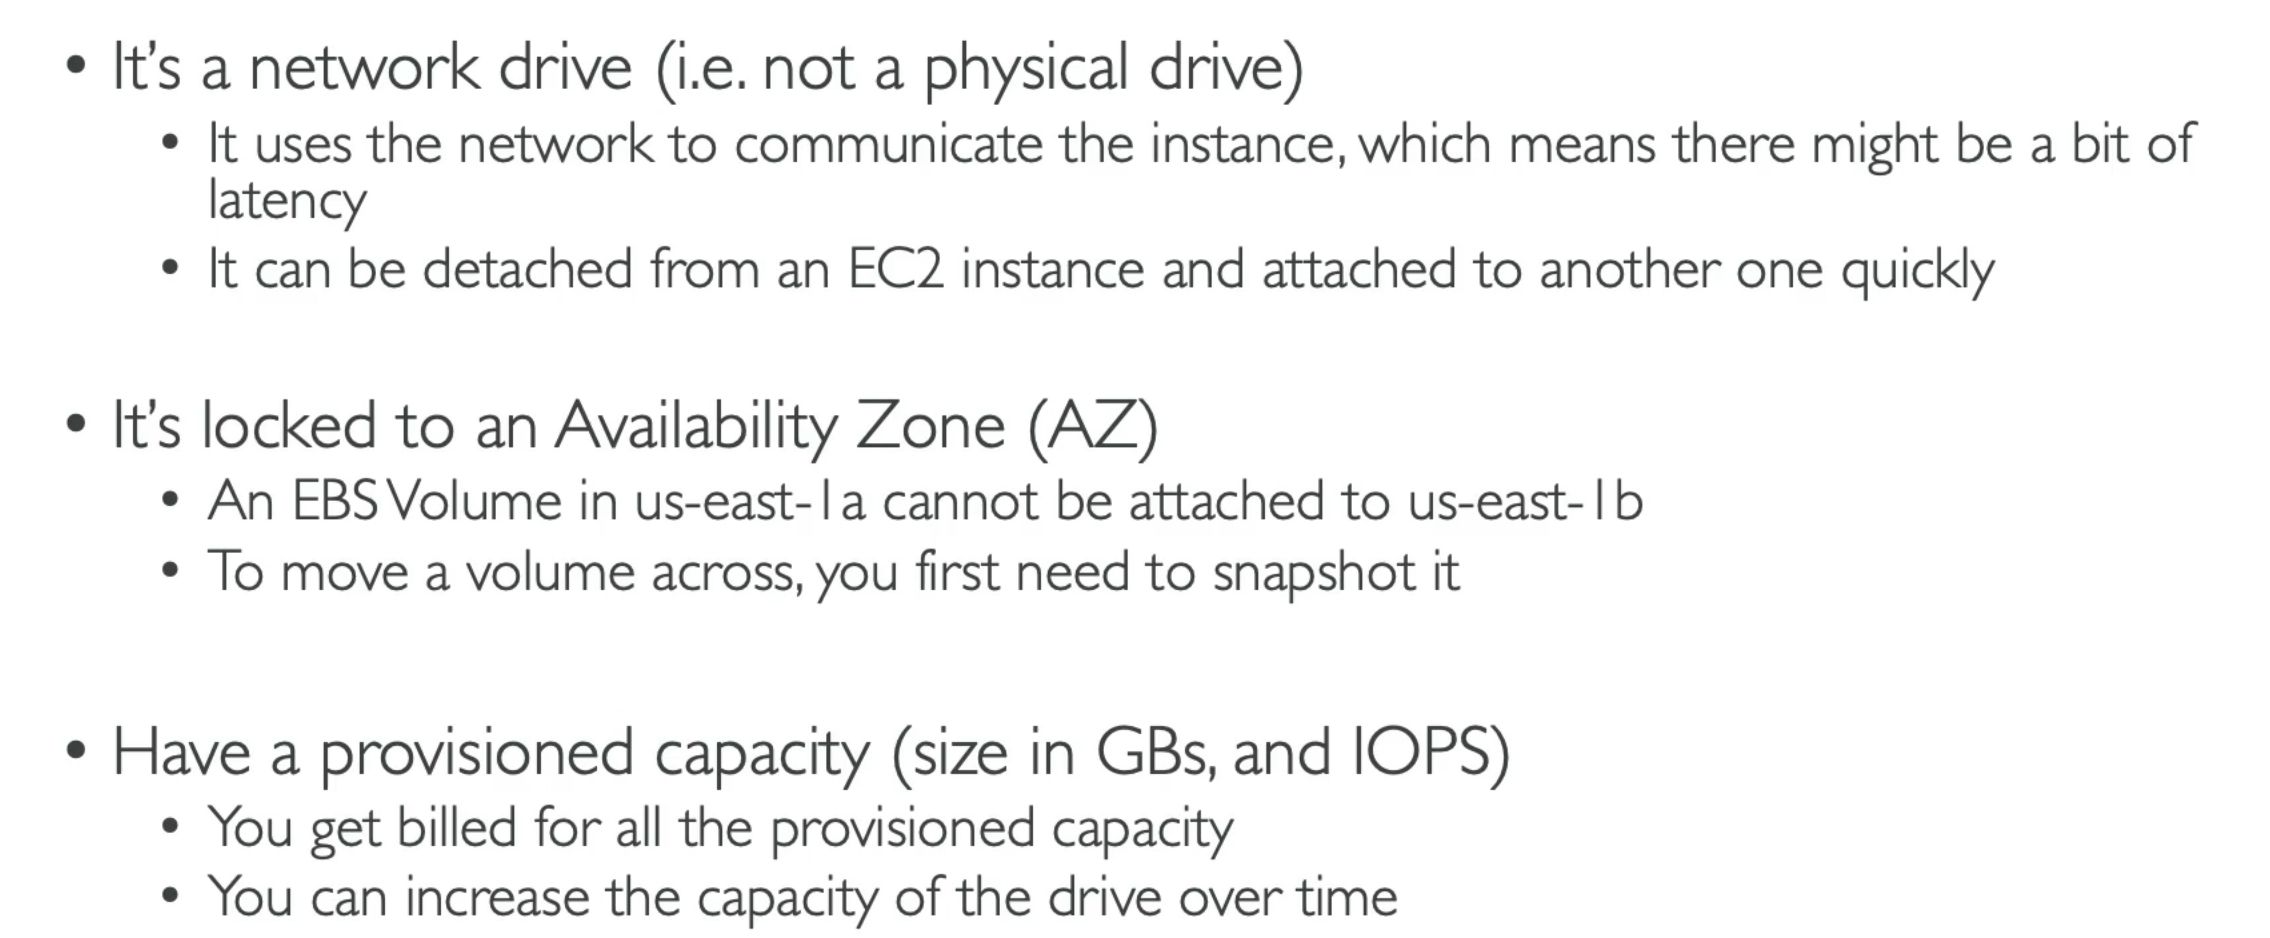 • It's a network drive (i.e. not a physical drive)
• It uses the network to communicate the instance, which means there might be a bit of
latency
• It can be detached from an EC2 instance and attached to another one quickly
• It's locked to an Availability Zone (AZ)
• An EBS Volume in us-east-1a cannot be attached to us-east-1b
• To move a volume across, you first need to snapshot it
• Have a provisioned capacity (size in GBs, and IOPS)
• You get billed for all the provisioned capacity
• You can increase the capacity of the drive over time